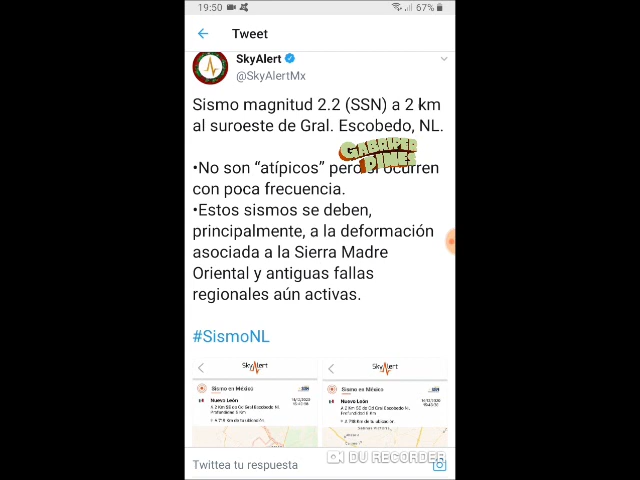 19:50
67%
Tweet
SkyAlert
@SkyAlertMx
Sismo magnitud 2.2 (SSN) a 2 km
al suroeste de Gral. Escobedo, NL.
GABRIPER
PINES
•No son “atípicos” pero sí ocurren
con poca frecuencia.
•Estos sismos se deben,
principalmente, a la deformación
asociada a la Sierra Madre
Oriental y antiguas fallas
regionales aún activas.
#SismoNL
SkyAlert
SkyAlert
Sismo en México
Sismo en México
Nuevo León
Nuevo León
Twittea tu respuesta
DU RECORDER